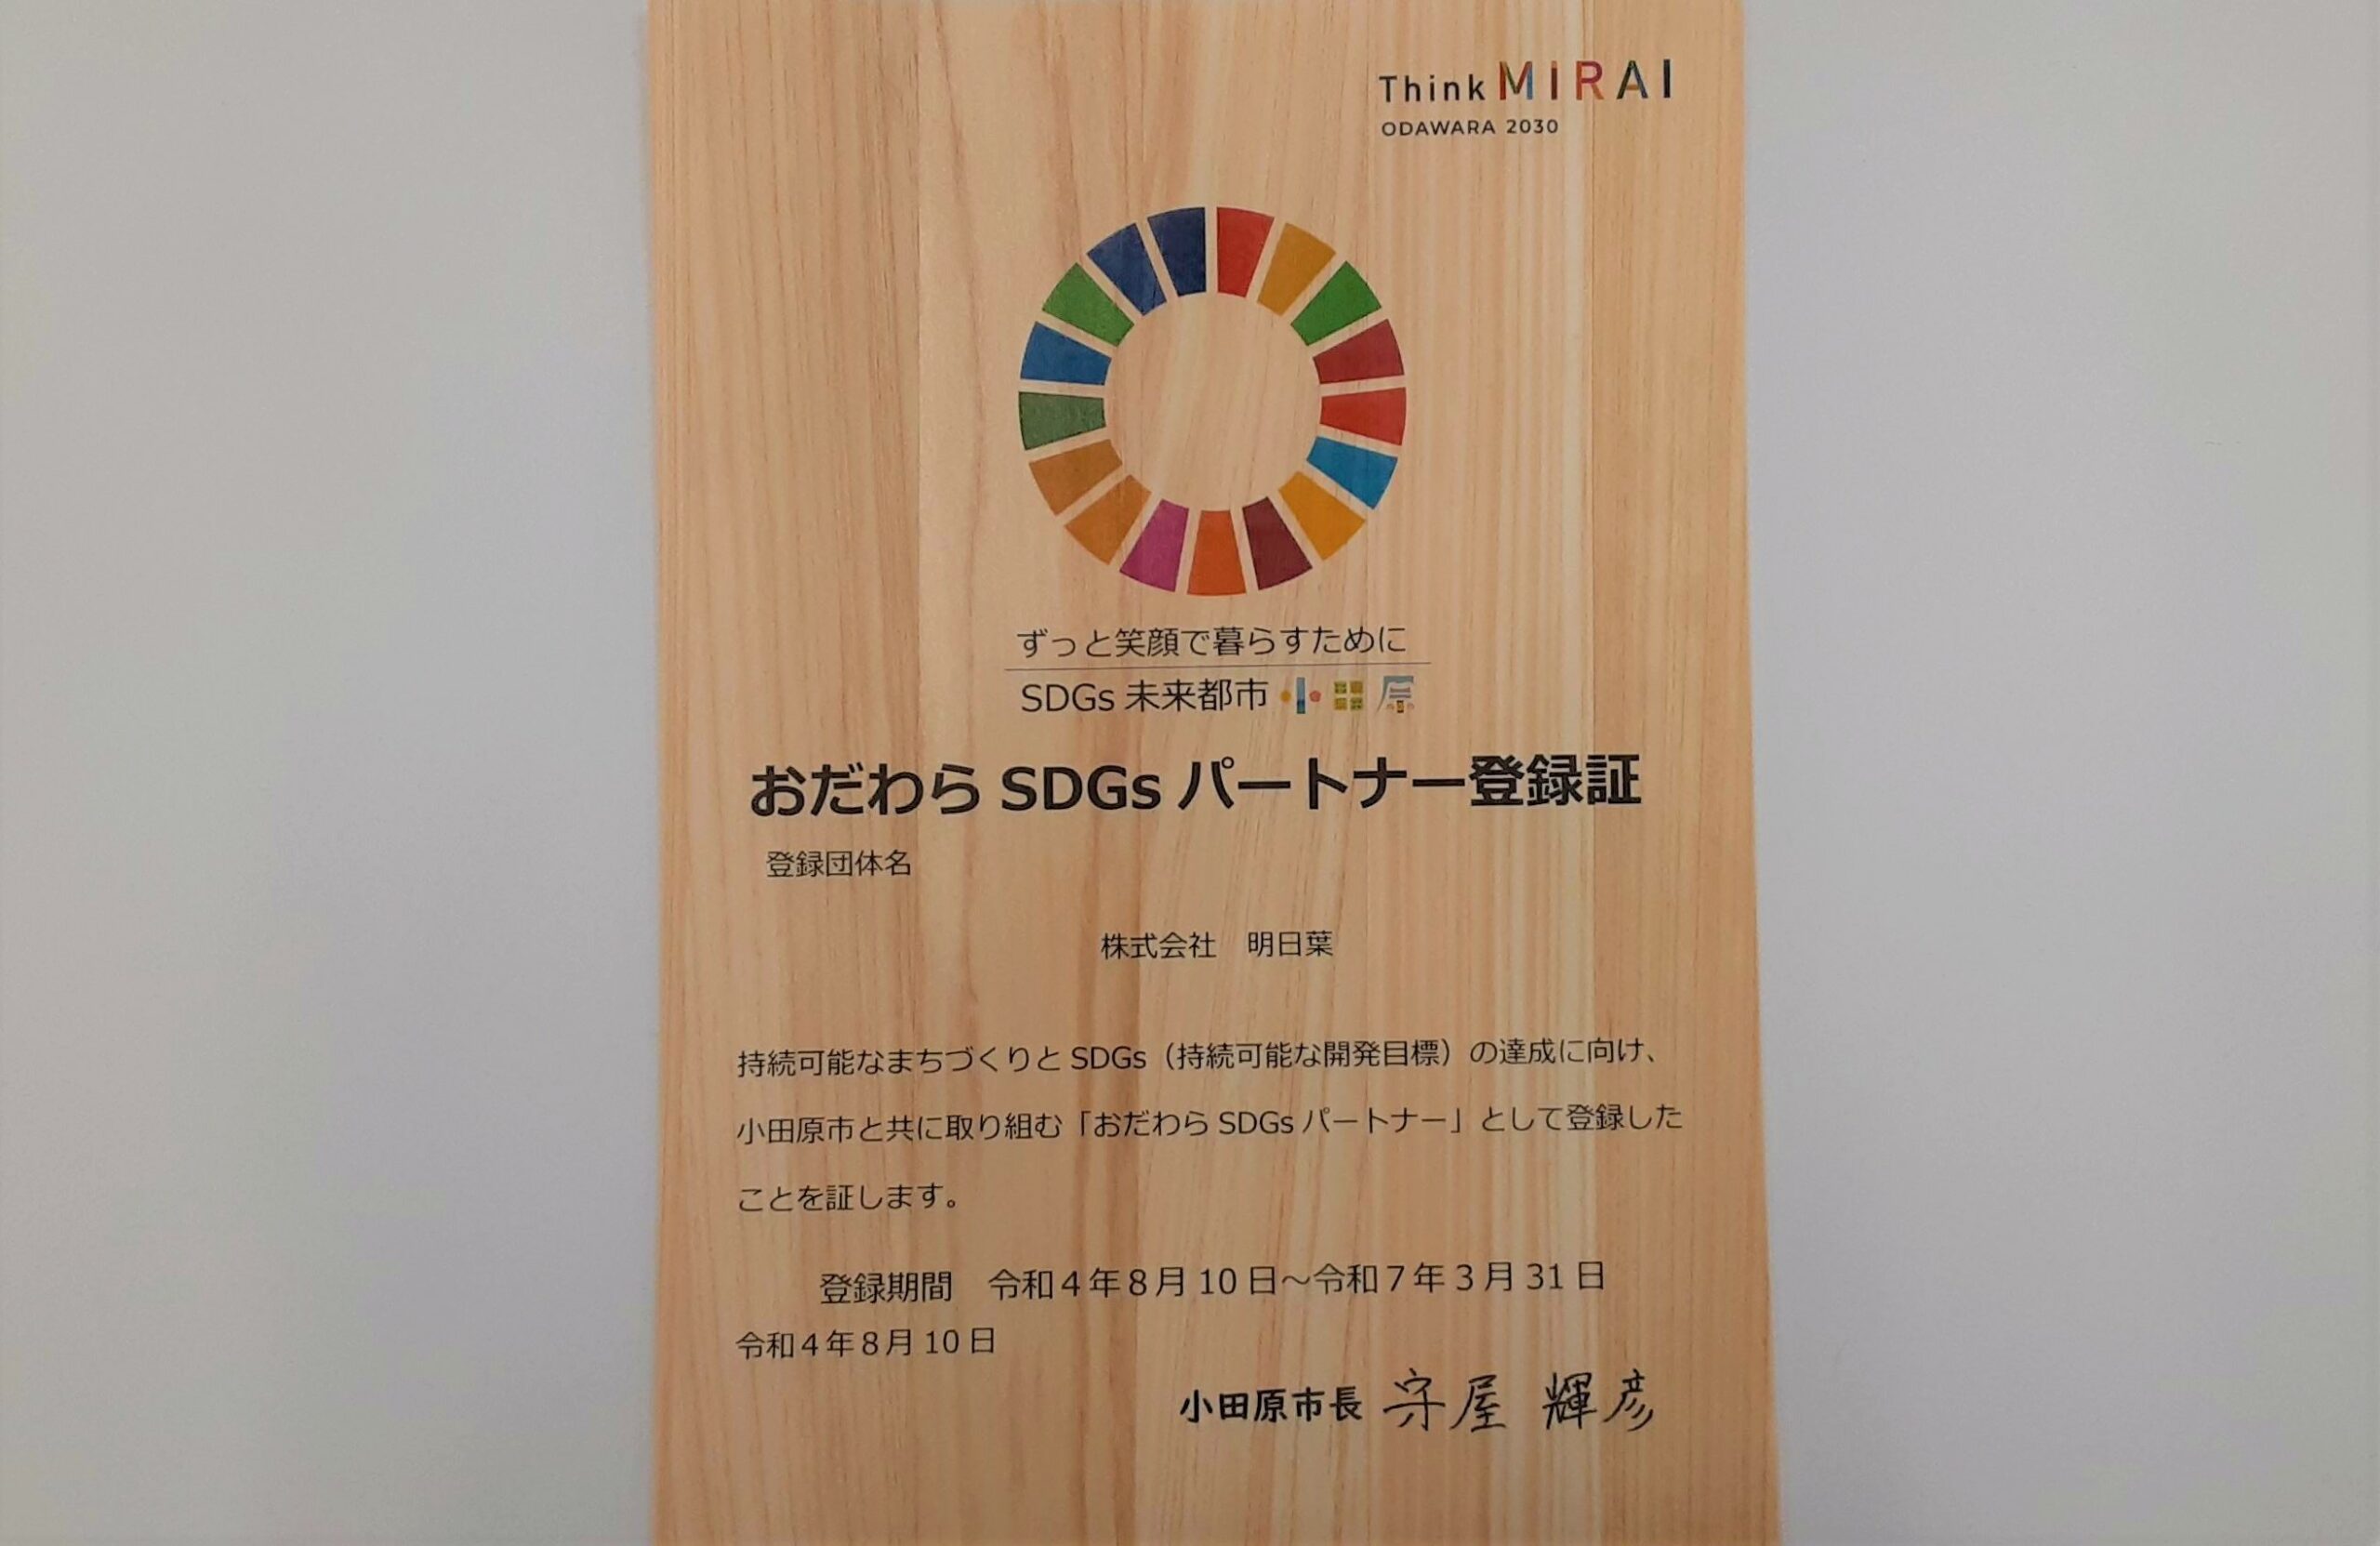 Think MIRAI
ODAWARA 2030
ずっと笑顔で暮らすために
SDGs 未来都市 小田原
おだわら SDGs パートナー登録証
登録団体名
株式会社　明日葉
持続可能なまちづくりと SDGs（持続可能な開発目標）の達成に向け、
小田原市と共に取り組む「おだわら SDGs パートナー」として登録した
ことを証します。
登録期間　令和４年８月 10 日～令和７年３月 31 日
令和４年８月 10 日
小田原市長 守屋 輝彦